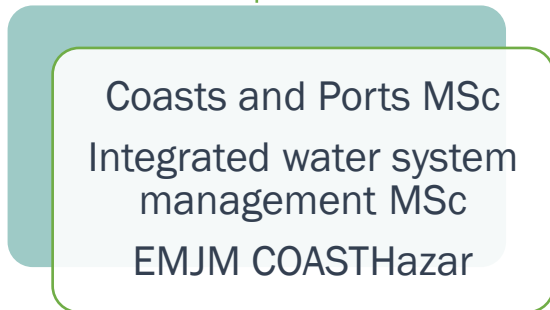 Coasts and Ports MSc
Integrated water system
management MSc
EMJM COASTHazar